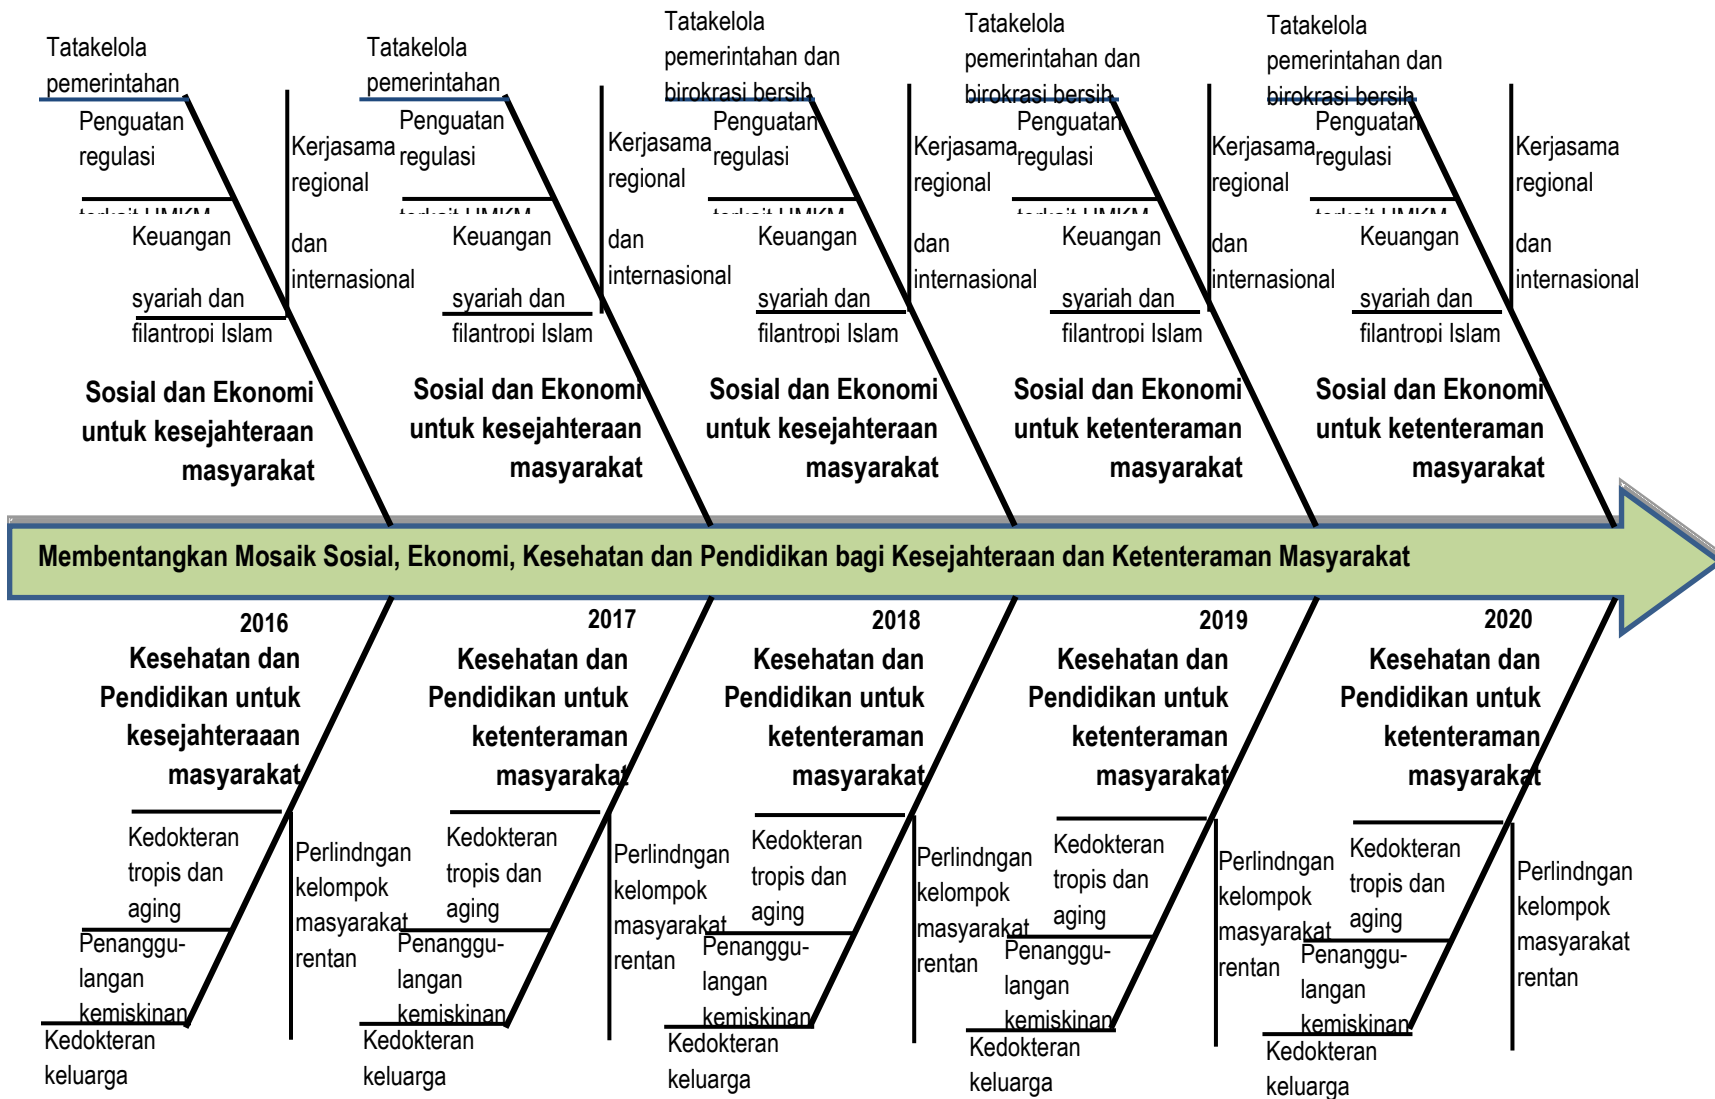 Tatakelola
pemerintahan
Penguatan
regulasi
terkait UMKM
Keuangan
syariah dan
filantropi Islam
Kerjasama
regional
dan
internasional
Sosial dan Ekonomi
untuk kesejahteraan
masyarakat
Tatakelola
pemerintahan
Penguatan
regulasi
terkait UMKM
Keuangan
syariah dan
filantropi Islam
Kerjasama
regional
dan
internasional
Sosial dan Ekonomi
untuk kesejahteraan
masyarakat
Tatakelola
pemerintahan dan
birokrasi bersih
Penguatan
regulasi
terkait UMKM
Keuangan
syariah dan
filantropi Islam
Kerjasama
regional
dan
internasional
Sosial dan Ekonomi
untuk kesejahteraan
masyarakat
Tatakelola
pemerintahan dan
birokrasi bersih
Penguatan
regulasi
terkait UMKM
Keuangan
syariah dan
filantropi Islam
Kerjasama
regional
dan
internasional
Sosial dan Ekonomi
untuk ketenteraman
masyarakat
Tatakelola
pemerintahan dan
birokrasi bersih
Penguatan
regulasi
terkait UMKM
Keuangan
syariah dan
filantropi Islam
Kerjasama
regional
dan
internasional
Sosial dan Ekonomi
untuk ketenteraman
masyarakat
Membentangkan Mosaik Sosial, Ekonomi, Kesehatan dan Pendidikan bagi Kesejahteraan dan Ketenteraman Masyarakat
2016
Kesehatan dan
Pendidikan untuk
kesejahteraaan
masyarakat
Kedokteran
tropis dan
aging
Penanggu-
langan
kemiskinan
Kedokteran
keluarga
Perlindngan
kelompok
masyarakat
rentan
2017
Kesehatan dan
Pendidikan untuk
ketenteraman
masyarakat
Kedokteran
tropis dan
aging
Penanggu-
langan
kemiskinan
Kedokteran
keluarga
Perlindngan
kelompok
masyarakat
rentan
2018
Kesehatan dan
Pendidikan untuk
ketenteraman
masyarakat
Kedokteran
tropis dan
aging
Penanggu-
langan
kemiskinan
Kedokteran
keluarga
Perlindngan
kelompok
masyarakat
rentan
2019
Kesehatan dan
Pendidikan untuk
ketenteraman
masyarakat
Kedokteran
tropis dan
aging
Penanggu-
langan
kemiskinan
Kedokteran
keluarga
Perlindngan
kelompok
masyarakat
rentan
2020
Kesehatan dan
Pendidikan untuk
ketenteraman
masyarakat
Kedokteran
tropis dan
aging
Penanggu-
langan
kemiskinan
Kedokteran
keluarga
Perlindngan
kelompok
masyarakat
rentan